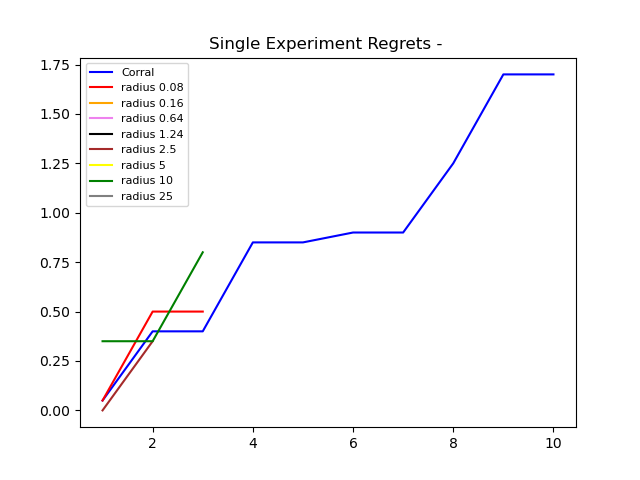 Single Experiment Regrets -
1.75
1.50
1.25
1.00
0.75
0.50
0.25
0.00
Corral
radius 0.08
radius 0.16
radius 0.64
radius 1.24
radius 2.5
radius 5
radius 10
radius 25
2
4
6
8
10